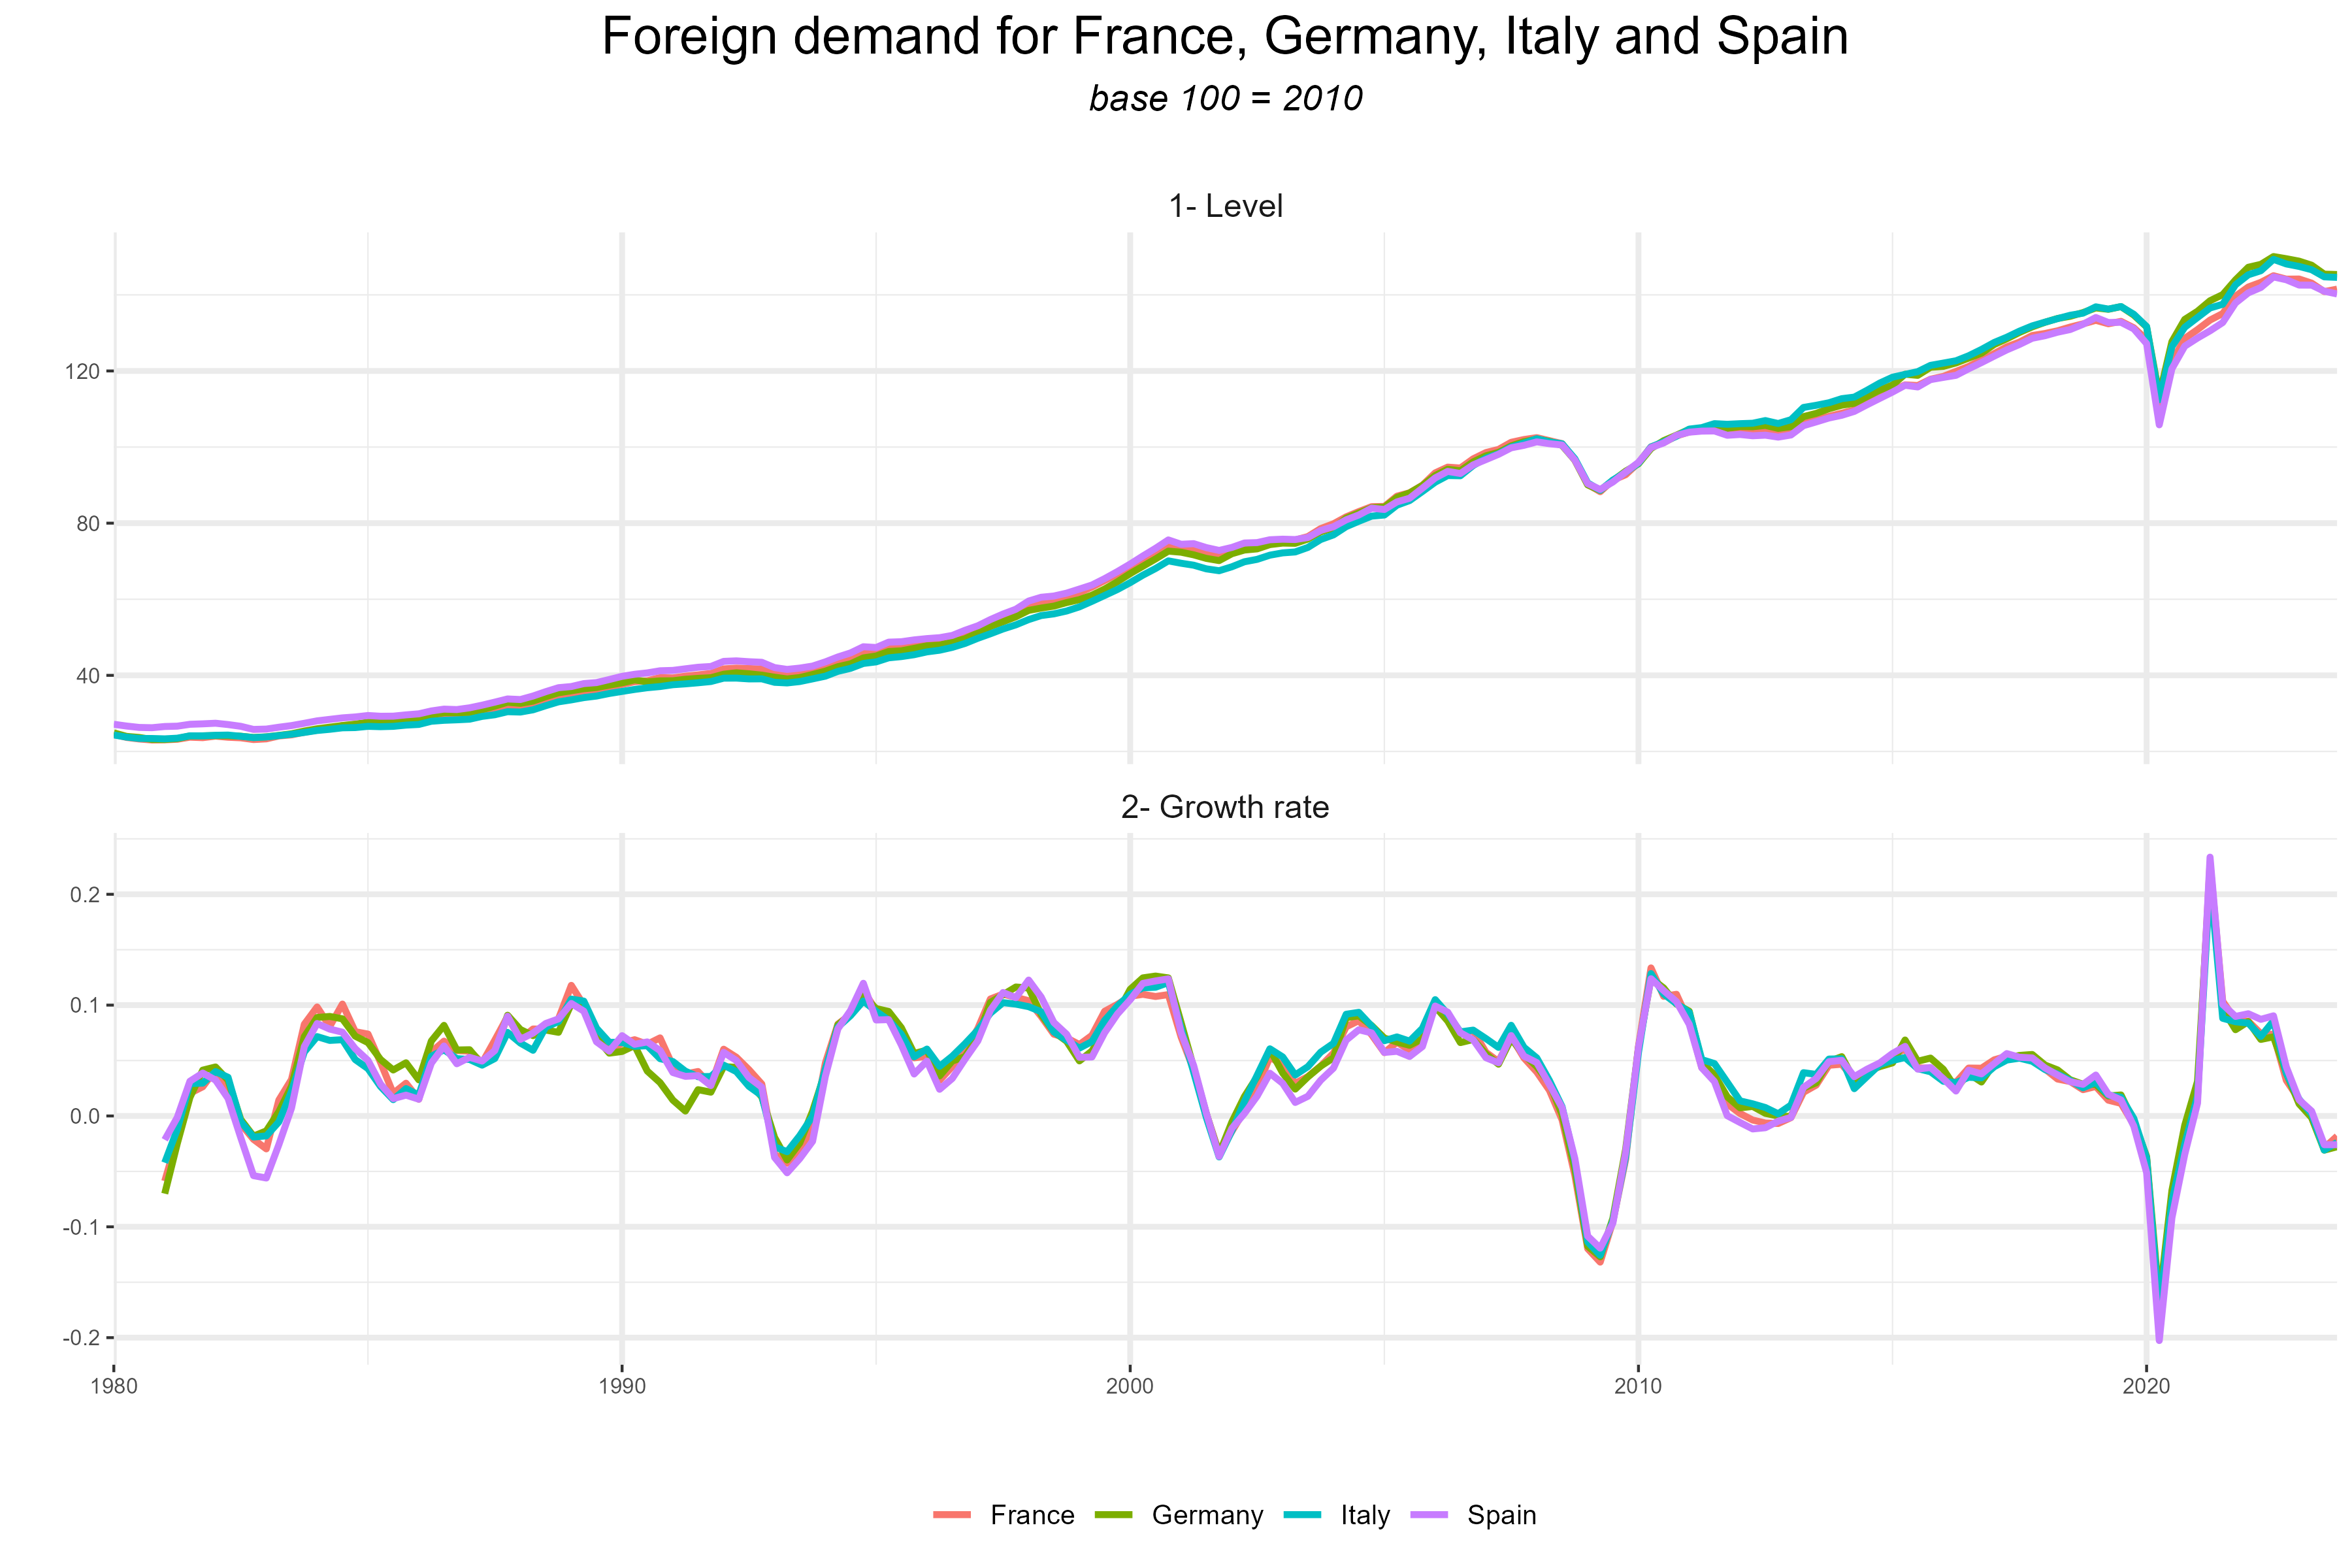 Foreign demand for France, Germany, Italy and Spain
base 100 = 2010
1- Level
120
80
40
2- Growth rate
0.2
0.1
0.0
-0.1
-0.2
1980 1990 2000 2010 2020
France Germany Italy Spain